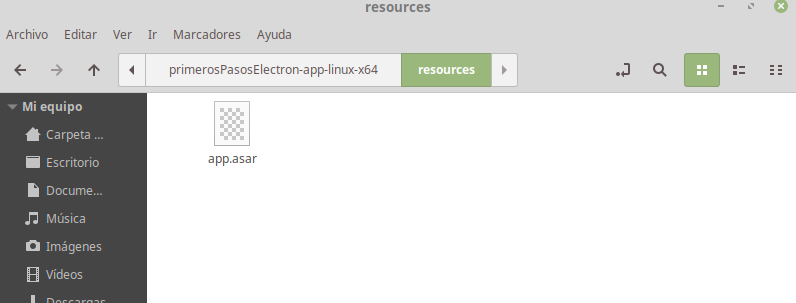 resources
Archivo Editar Ver Ir Marcadores Ayuda
primerosPasosElectron-app-linux-x64 resources
Mi equipo
Carpeta ...
Escritorio
Docume...
Música
Imágenes
Vídeos
Descargas
app.asar